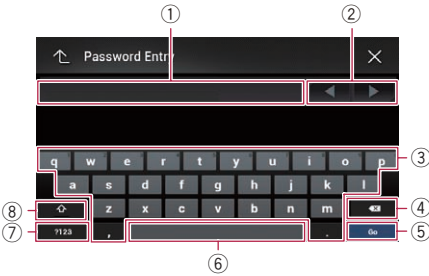 ① ②
Password Entry
q w e r t y u i o p ③
a s d f g h j k l
⑧ z x c v b n m ④
⑦ ?123 , . Go ⑤
⑥